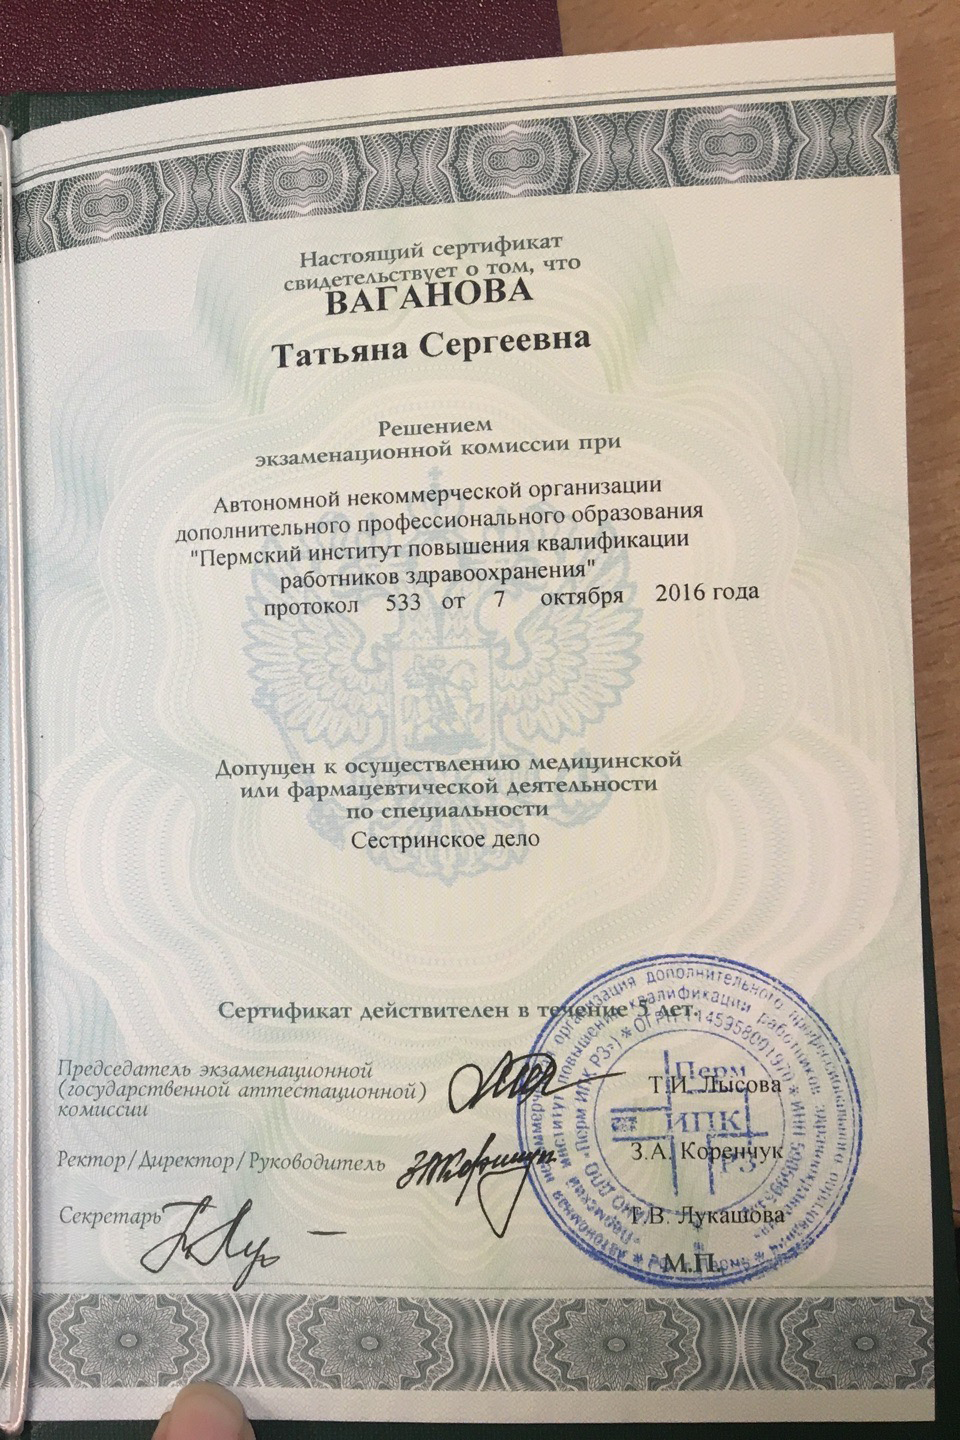 Настоящий сертификат
свидетельствует о том, что
ВАГАНОВА
Татьяна Сергеевна
Решением
экзаменационной комиссии при
Автономной некоммерческой организации
дополнительного профессионального образования
"Пермский институт повышения квалификации
работников здравоохранения"
протокол 533 от 7 октября 2016 года
Допущен к осуществлению медицинской
или фармацевтической деятельности
по специальности
Сестринское дело
Сертификат действителен в течение 5 лет.
Председатель экзаменационной
(государственной аттестационной)
комиссии
Т.И. Лысова
Ректор/Директор/Руководитель
З.А. Коренчук
Секретарь
Т.В. Лукашова
М.П.
Пермь
ИПК
РЗ